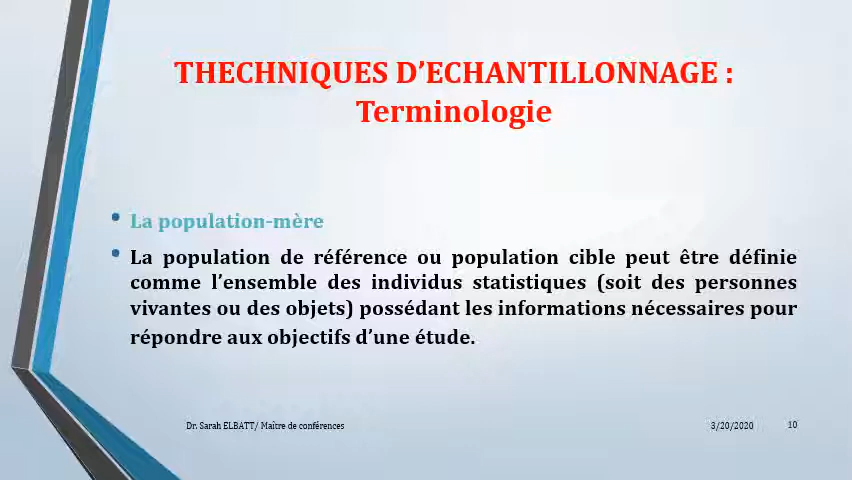 THECHNIQUES D’ECHANTILLONNAGE :
Terminologie
• La population-mère
• La population de référence ou population cible peut être définie
comme l’ensemble des individus statistiques (soit des personnes
vivantes ou des objets) possédant les informations nécessaires pour
répondre aux objectifs d’une étude.
Dr. Sarah ELBATT/ Maître de conférences 3/20/2020 10